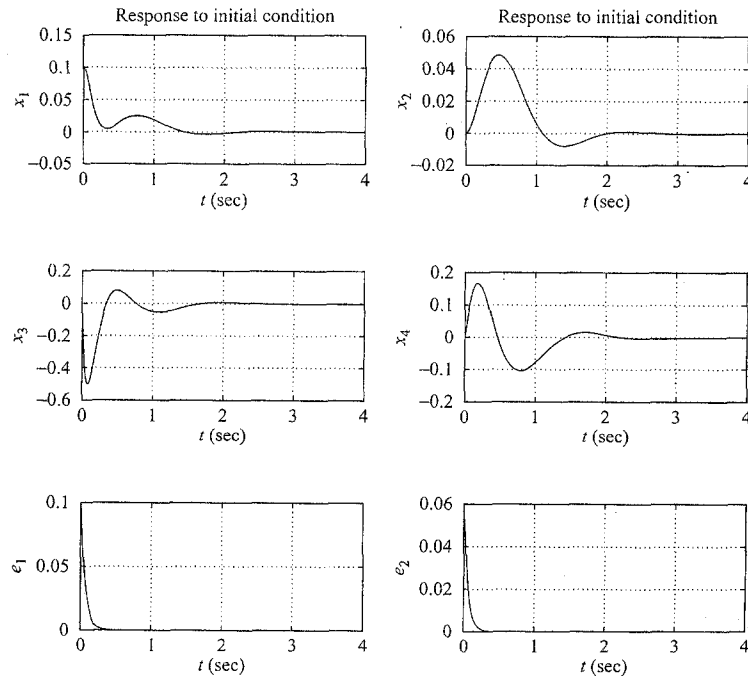 Response to initial condition
0.15
0.1
0.05
0
−0.05
x1
0 1 2 3 4
t (sec)
Response to initial condition
0.06
0.04
0.02
0
−0.02
x2
0 1 2 3 4
t (sec)
0.2
0
−0.2
−0.4
−0.6
x3
0 1 2 3 4
t (sec)
0.2
0.1
0
−0.1
−0.2
x4
0 1 2 3 4
t (sec)
0.1
0.05
0
e1
0 1 2 3 4
t (sec)
0.06
0.04
0.02
0
e2
0 1 2 3 4
t (sec)